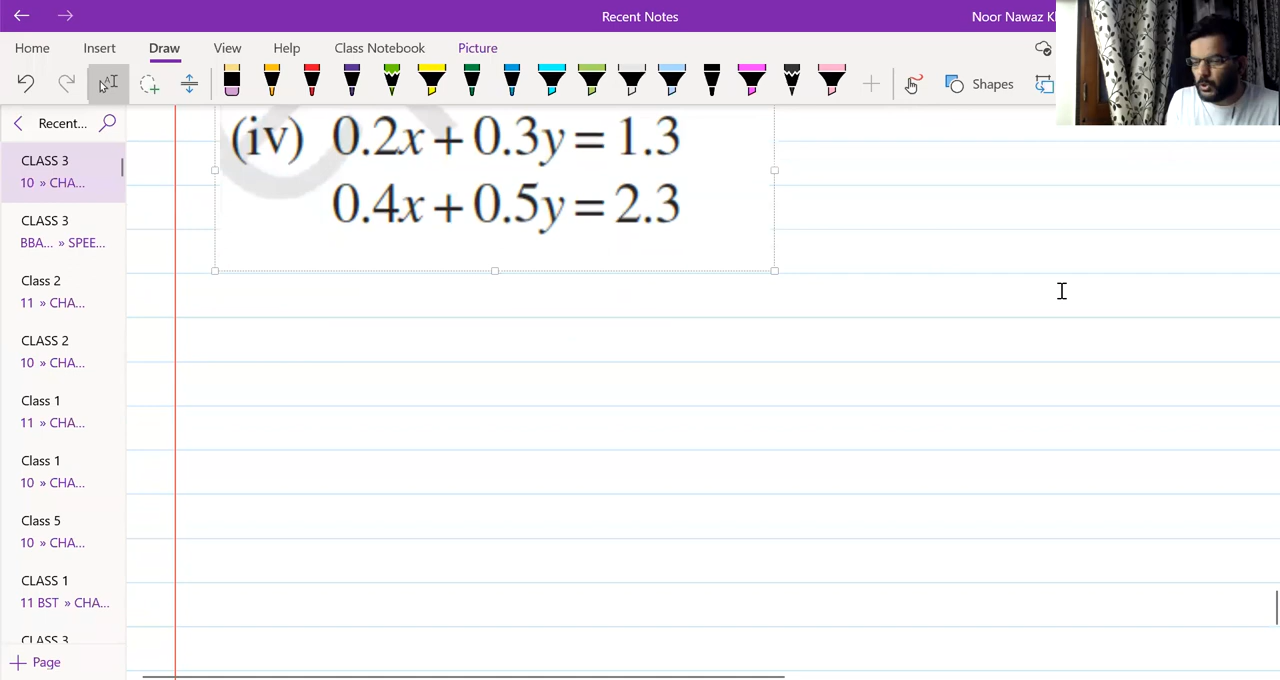 Recent Notes
Noor Nawaz
Home Insert Draw View Help Class Notebook Picture
Shapes
Recent...
CLASS 3
10 » CHA...
CLASS 3
BBA... » SPEE...
Class 2
11 » CHA...
CLASS 2
10 » CHA...
Class 1
11 » CHA...
Class 1
10 » CHA...
Class 5
10 » CHA...
CLASS 1
11 BST » CHA...
CLASS 3
Page
(iv) 0.2x + 0.3y = 1.3
0.4x + 0.5y = 2.3